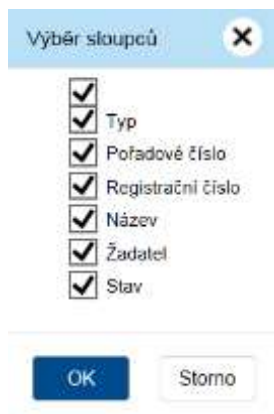 Výběr sloupců
Typ
Pořadové číslo
Registrační číslo
Název
Žadatel
Stav
OK Storno